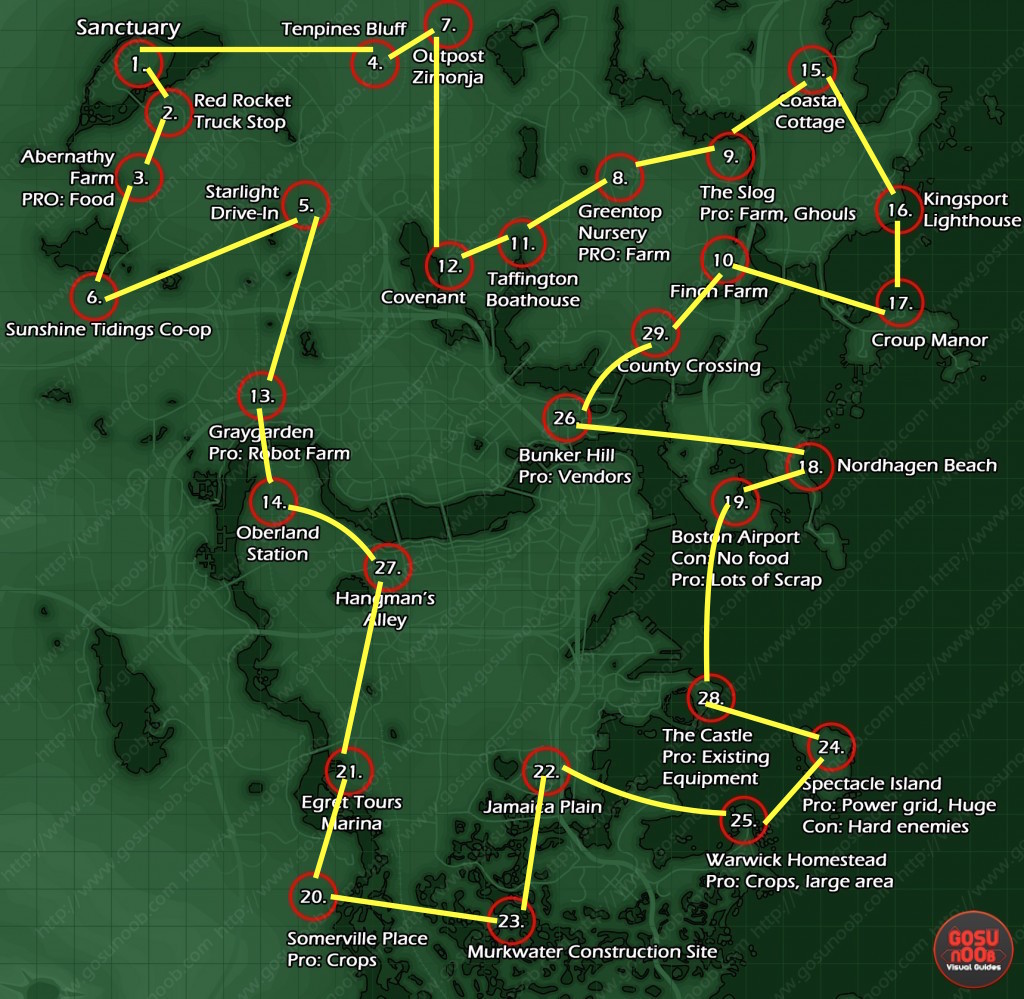 Sanctuary
1.
Tenpines Bluff
4.
7.
Outpost
Zimonja
2.
Red Rocket
Truck Stop
15.
Coastal
Cottage
Abernathy
Farm
PRO: Food
3.
Starlight
Drive-In
5.
8.
Greentop
Nursery
PRO: Farm
9.
The Slog
Pro: Farm, Ghouls
16.
Kingsport
Lighthouse
11.
Taffington
Boathouse
12.
Covenant
10.
Finch Farm
6.
Sunshine Tidings Co-op
17.
Croup Manor
29.
County Crossing
13.
Graygarden
Pro: Robot Farm
26.
Bunker Hill
Pro: Vendors
18.
Nordhagen Beach
14.
Oberland
Station
19.
Boston Airport
Con: No food
Pro: Lots of Scrap
27.
Hangman's
Alley
28.
The Castle
Pro: Existing
Equipment
24.
Spectacle Island
Pro: Power grid, Huge
Con: Hard enemies
21.
Egret Tours
Marina
22.
Jamaica Plain
25.
Warwick Homestead
Pro: Crops, large area
20.
Somerville Place
Pro: Crops
23.
Murkwater Construction Site
GOSU
n00B
Visual Guides
http://www.gosunoob.com